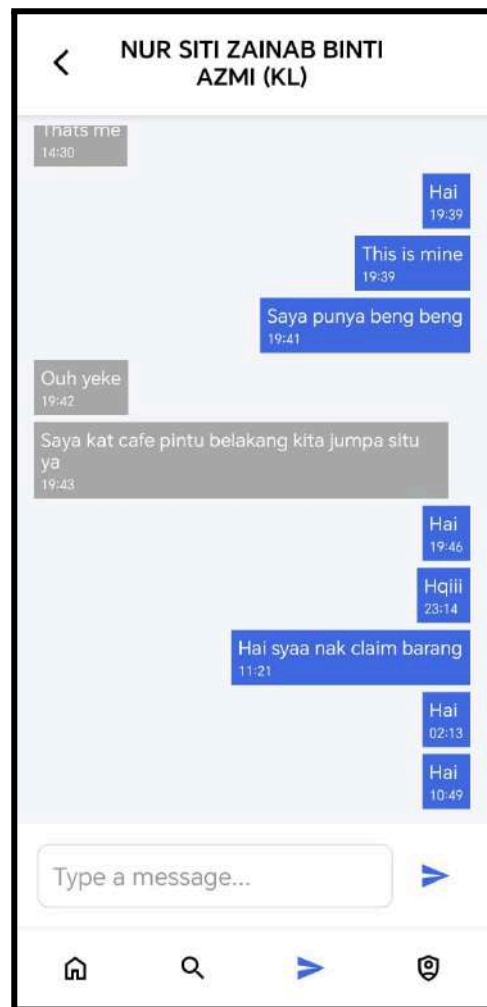 NUR SITI ZAINAB BINTI
AZMI (KL)
Thats me
14:30
Hai
19:39
This is mine
19:39
Saya punya beng beng
19:41
Ouh yeke
19:42
Saya kat cafe pintu belakang kita jumpa situ
ya
19:43
Hai
19:46
Hqiii
23:14
Hai syaa nak claim barang
11:21
Hai
02:13
Hai
10:49
Type a message...